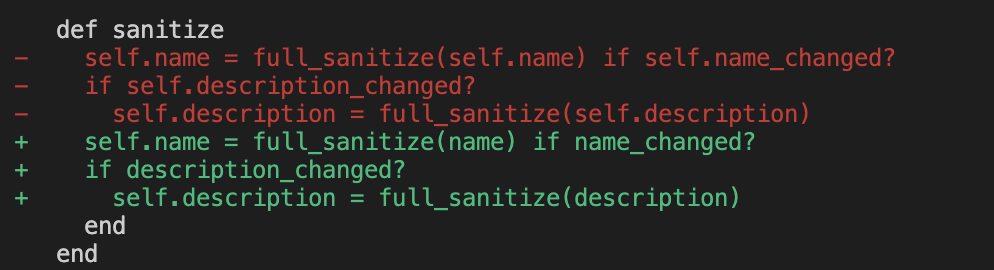 def sanitize
- self.name = full_sanitize(self.name) if self.name_changed?
- if self.description_changed?
- self.description = full_sanitize(self.description)
+ self.name = full_sanitize(name) if name_changed?
+ if description_changed?
+ self.description = full_sanitize(description)
end
end